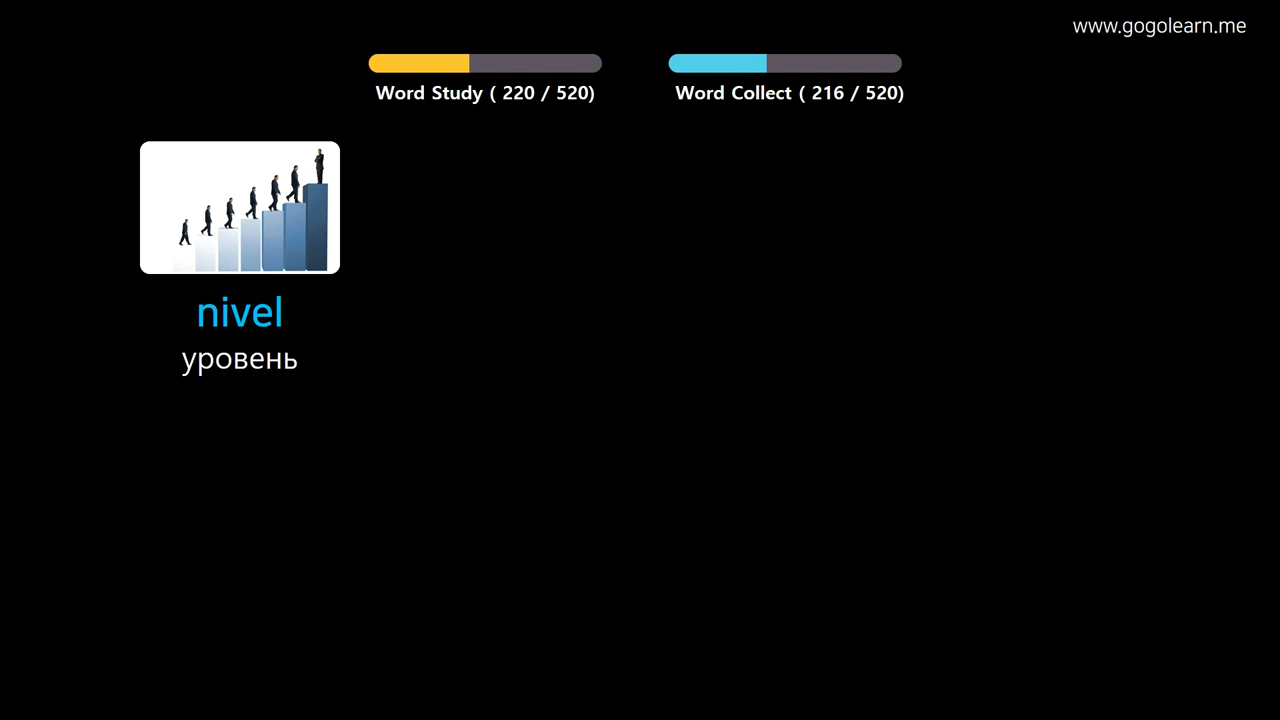 www.gogolearn.me
Word Study ( 220 / 520)
Word Collect ( 216 / 520)
nivel
уровень